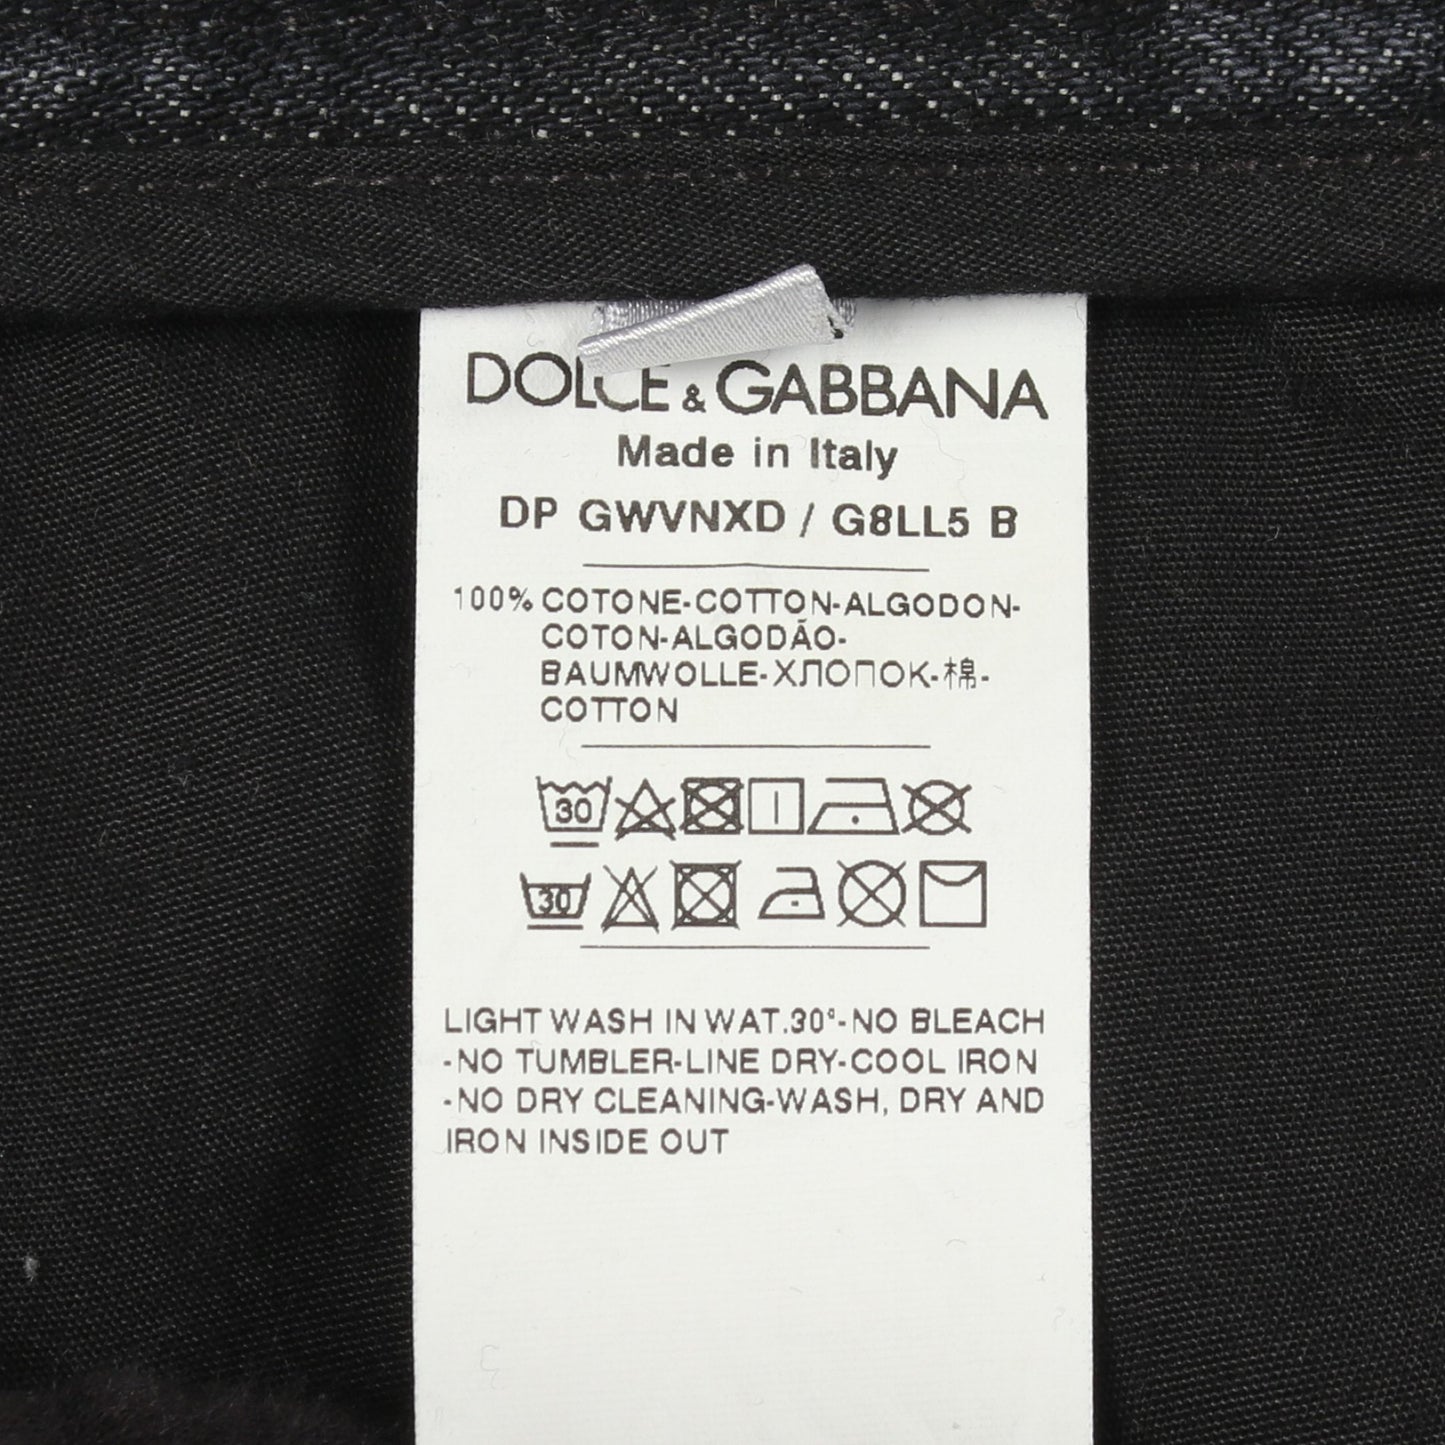 DOLCE & GABBANA
Made in Italy
DP GWVNXD / G8LL5 B
100% COTONE-COTTON-ALGODON-
COTON-ALGODÃO-
BAUMWOLLE-ХЛОПОК-棉-
COTTON
30
30
LIGHT WASH IN WAT.30°-NO BLEACH
-NO TUMBLER-LINE DRY-COOL IRON
-NO DRY CLEANING-WASH, DRY AND
IRON INSIDE OUT